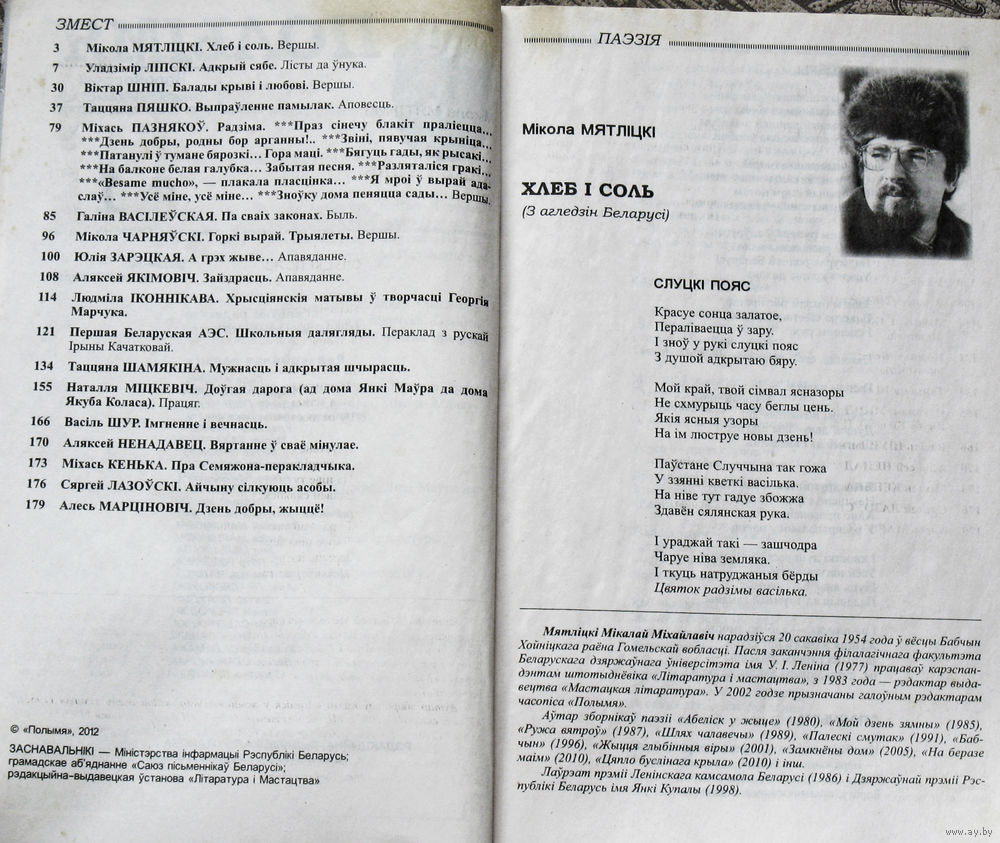 ЗМЕСТ
3 Мікола МЯТЛІЦКІ. Хлеб і соль. Вершы.
7 Уладзімір ЛІПСКІ. Адкрый сябе. Лісты да ўнука.
30 Віктар ШНІП. Балады крыві і любові. Вершы.
37 Таццяна ПЯШКО. Выпраўленне памылак. Аповесць.
79 Міхась ПАЗНЯКОЎ. Радзіма. ***Праз сінечу блакіт праліецца...
***Дзень добры, родны бор арганны!.. ***Звіні, пявучая крыніца...
***Патанулі ў тумане бярозкі... Гора маці. ***Бягуць гады, як рысакі...
***На балконе белая галубка... Забытая песня. ***Разляталіся гракі...
***«Besame mucho», — плакала пласцінка... ***Я мроі ў вырай ада-
слаў... ***Усё міне, усё міне... ***Зноўку дома пеняцца сады... Вершы.
85 Галіна ВАСІЛЕЎСКАЯ. Па сваіх законах. Быль.
96 Мікола ЧАРНЯЎСКІ. Горкі вырай. Трыялеты. Вершы.
100 Юлія ЗАРЭЦКАЯ. А грэх жыве... Апавяданне.
108 Аляксей ЯКІМОВІЧ. Зайздрасць. Апавяданне.
114 Людміла ІКОННІКАВА. Хрысціянскія матывы ў творчасці Георгія
Марчука.
121 Першая Беларуская АЭС. Школьныя далягляды. Пераклад з рускай
Ірыны Качатковай.
134 Таццяна ШАМЯКІНА. Мужнасць і адкрытая шчырасць.
155 Наталля МІЦКЕВІЧ. Доўгая дарога (ад дома Янкі Маўра да дома
Якуба Коласа). Працяг.
166 Васіль ШУР. Імгненне і вечнасць.
170 Аляксей НЕНАДАВЕЦ. Вяртанне ў сваё мінулае.
173 Міхась КЕНЬКА. Пра Семяжона-перакладчыка.
176 Сяргей ЛАЗОЎСКІ. Айчыну сілкуюць асобы.
179 Алесь МАРЦІНОВІЧ. Дзень добры, жыццё!
© «Полымя», 2012
ЗАСНАВАЛЬНІКІ — Міністэрства інфармацыі Рэспублікі Беларусь;
грамадскае аб'яднанне «Саюз пісьменнікаў Беларусі»;
рэдакцыйна-выдавецкая ўстанова «Літаратура і Мастацтва»
ПАЭЗІЯ
Мікола МЯТЛІЦКІ
ХЛЕБ І СОЛЬ
(З агледзін Беларусі)
СЛУЦКІ ПОЯС
Красуе сонца залатое,
Пераліваецца ў зару.
І зноў у рукі слуцкі пояс
З душой адкрытаю бяру.
Мой край, твой сімвал ясназоры
Не схмурыць часу беглы цень.
Якія ясныя узоры
На ім люструе новы дзень!
Паўстане Случчына так гожа
У ззянні кветкі васілька.
На ніве тут гадуе збожжа
Здавён сялянская рука.
І ураджай такі — зашчодра
Чаруе ніва земляка.
І ткуць натруджаныя бёрды
Цвяток радзімы васілька.
Мятліцкі Мікалай Міхайлавіч нарадзіўся 20 сакавіка 1954 года ў вёсцы Бабчын
Хойніцкага раёна Гомельскай вобласці. Пасля заканчэння філалагічнага факультэта
Беларускага дзяржаўнага ўніверсітэта імя У. І. Леніна (1977) працаваў карэспан-
дэнтам штотыднёвіка «Літаратура і мастацтва», з 1983 года — рэдактар выда-
вецтва «Мастацкая літаратура». У 2002 годзе прызначаны галоўным рэдактарам
часопіса «Полымя».
Аўтар зборнікаў паэзіі «Абеліск у жыце» (1980), «Мой дзень зямны» (1985),
«Ружа вятроў» (1987), «Шлях чалавечы» (1989), «Палескі смутак» (1991), «Баб-
чын» (1996), «Жыцця глыбінныя віры» (2001), «Замкнёны дом» (2005), «На беразе
маім» (2010), «Цяпло буслінага крыла» (2010) і інш.
Лаўрэат прэміі Ленінскага камсамола Беларусі (1986) і Дзяржаўнай прэміі Рэс-
публікі Беларусь імя Янкі Купалы (1998).
www.ay.by